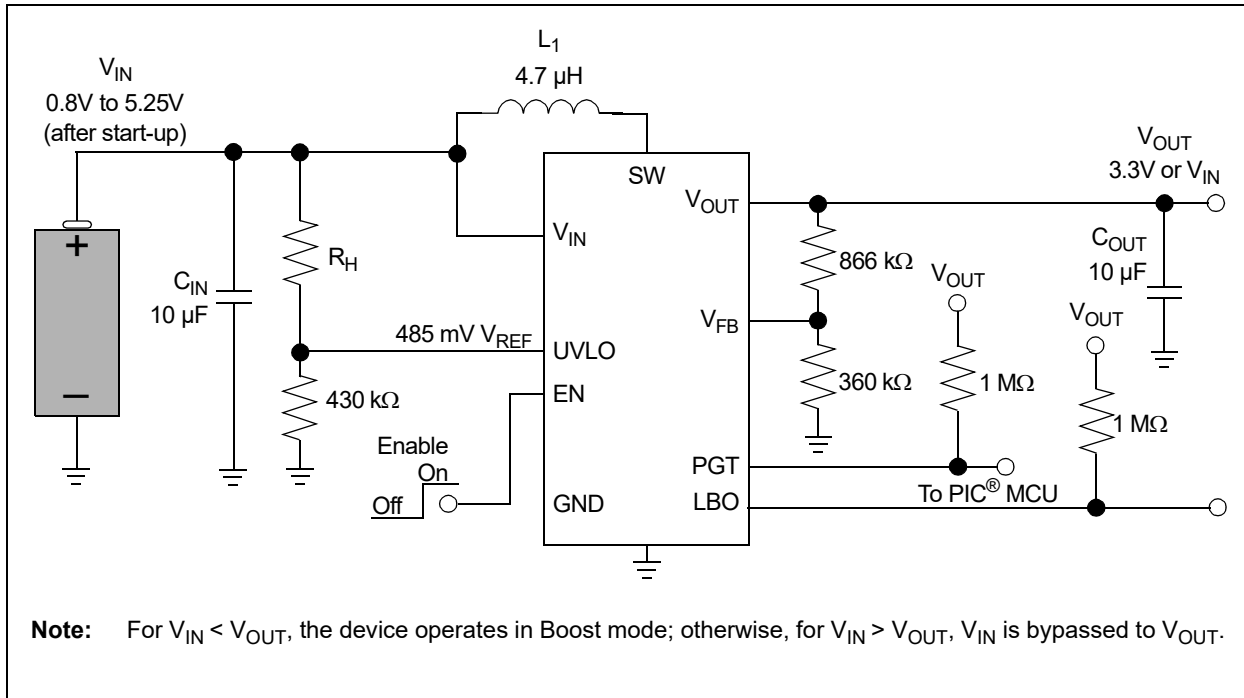 L1
4.7 µH
VIN
0.8V to 5.25V
(after start-up)
SW
VOUT
3.3V or VIN
VOUT
VIN
RH
866 kΩ
COUT
10 µF
CIN
10 µF
+
VOUT
VFB
VOUT
485 mV VREF
UVLO
–
430 kΩ
EN
360 kΩ
1 MΩ
1 MΩ
Enable
On
Off
GND
PGT
To PIC® MCU
LBO
Note: For VIN < VOUT, the device operates in Boost mode; otherwise, for VIN > VOUT, VIN is bypassed to VOUT.